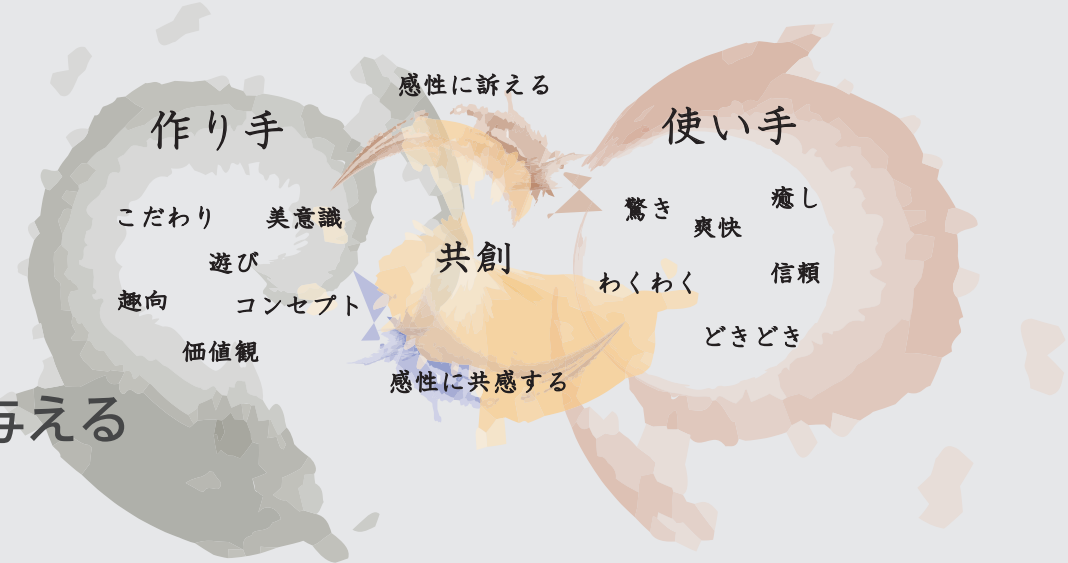 感性に訴える
作り手
使い手
こだわり
美意識
遊び
趣向
コンセプト
価値観
共創
驚き
癒し
爽快
わくわく
信頼
どきどき
感性に共感する
与える